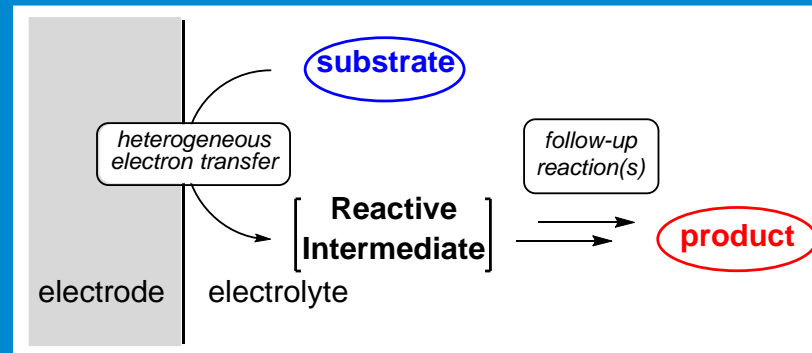 substrate
heterogeneous
electron transfer
follow-up
reaction(s)
Reactive
Intermediate
product
electrode
electrolyte